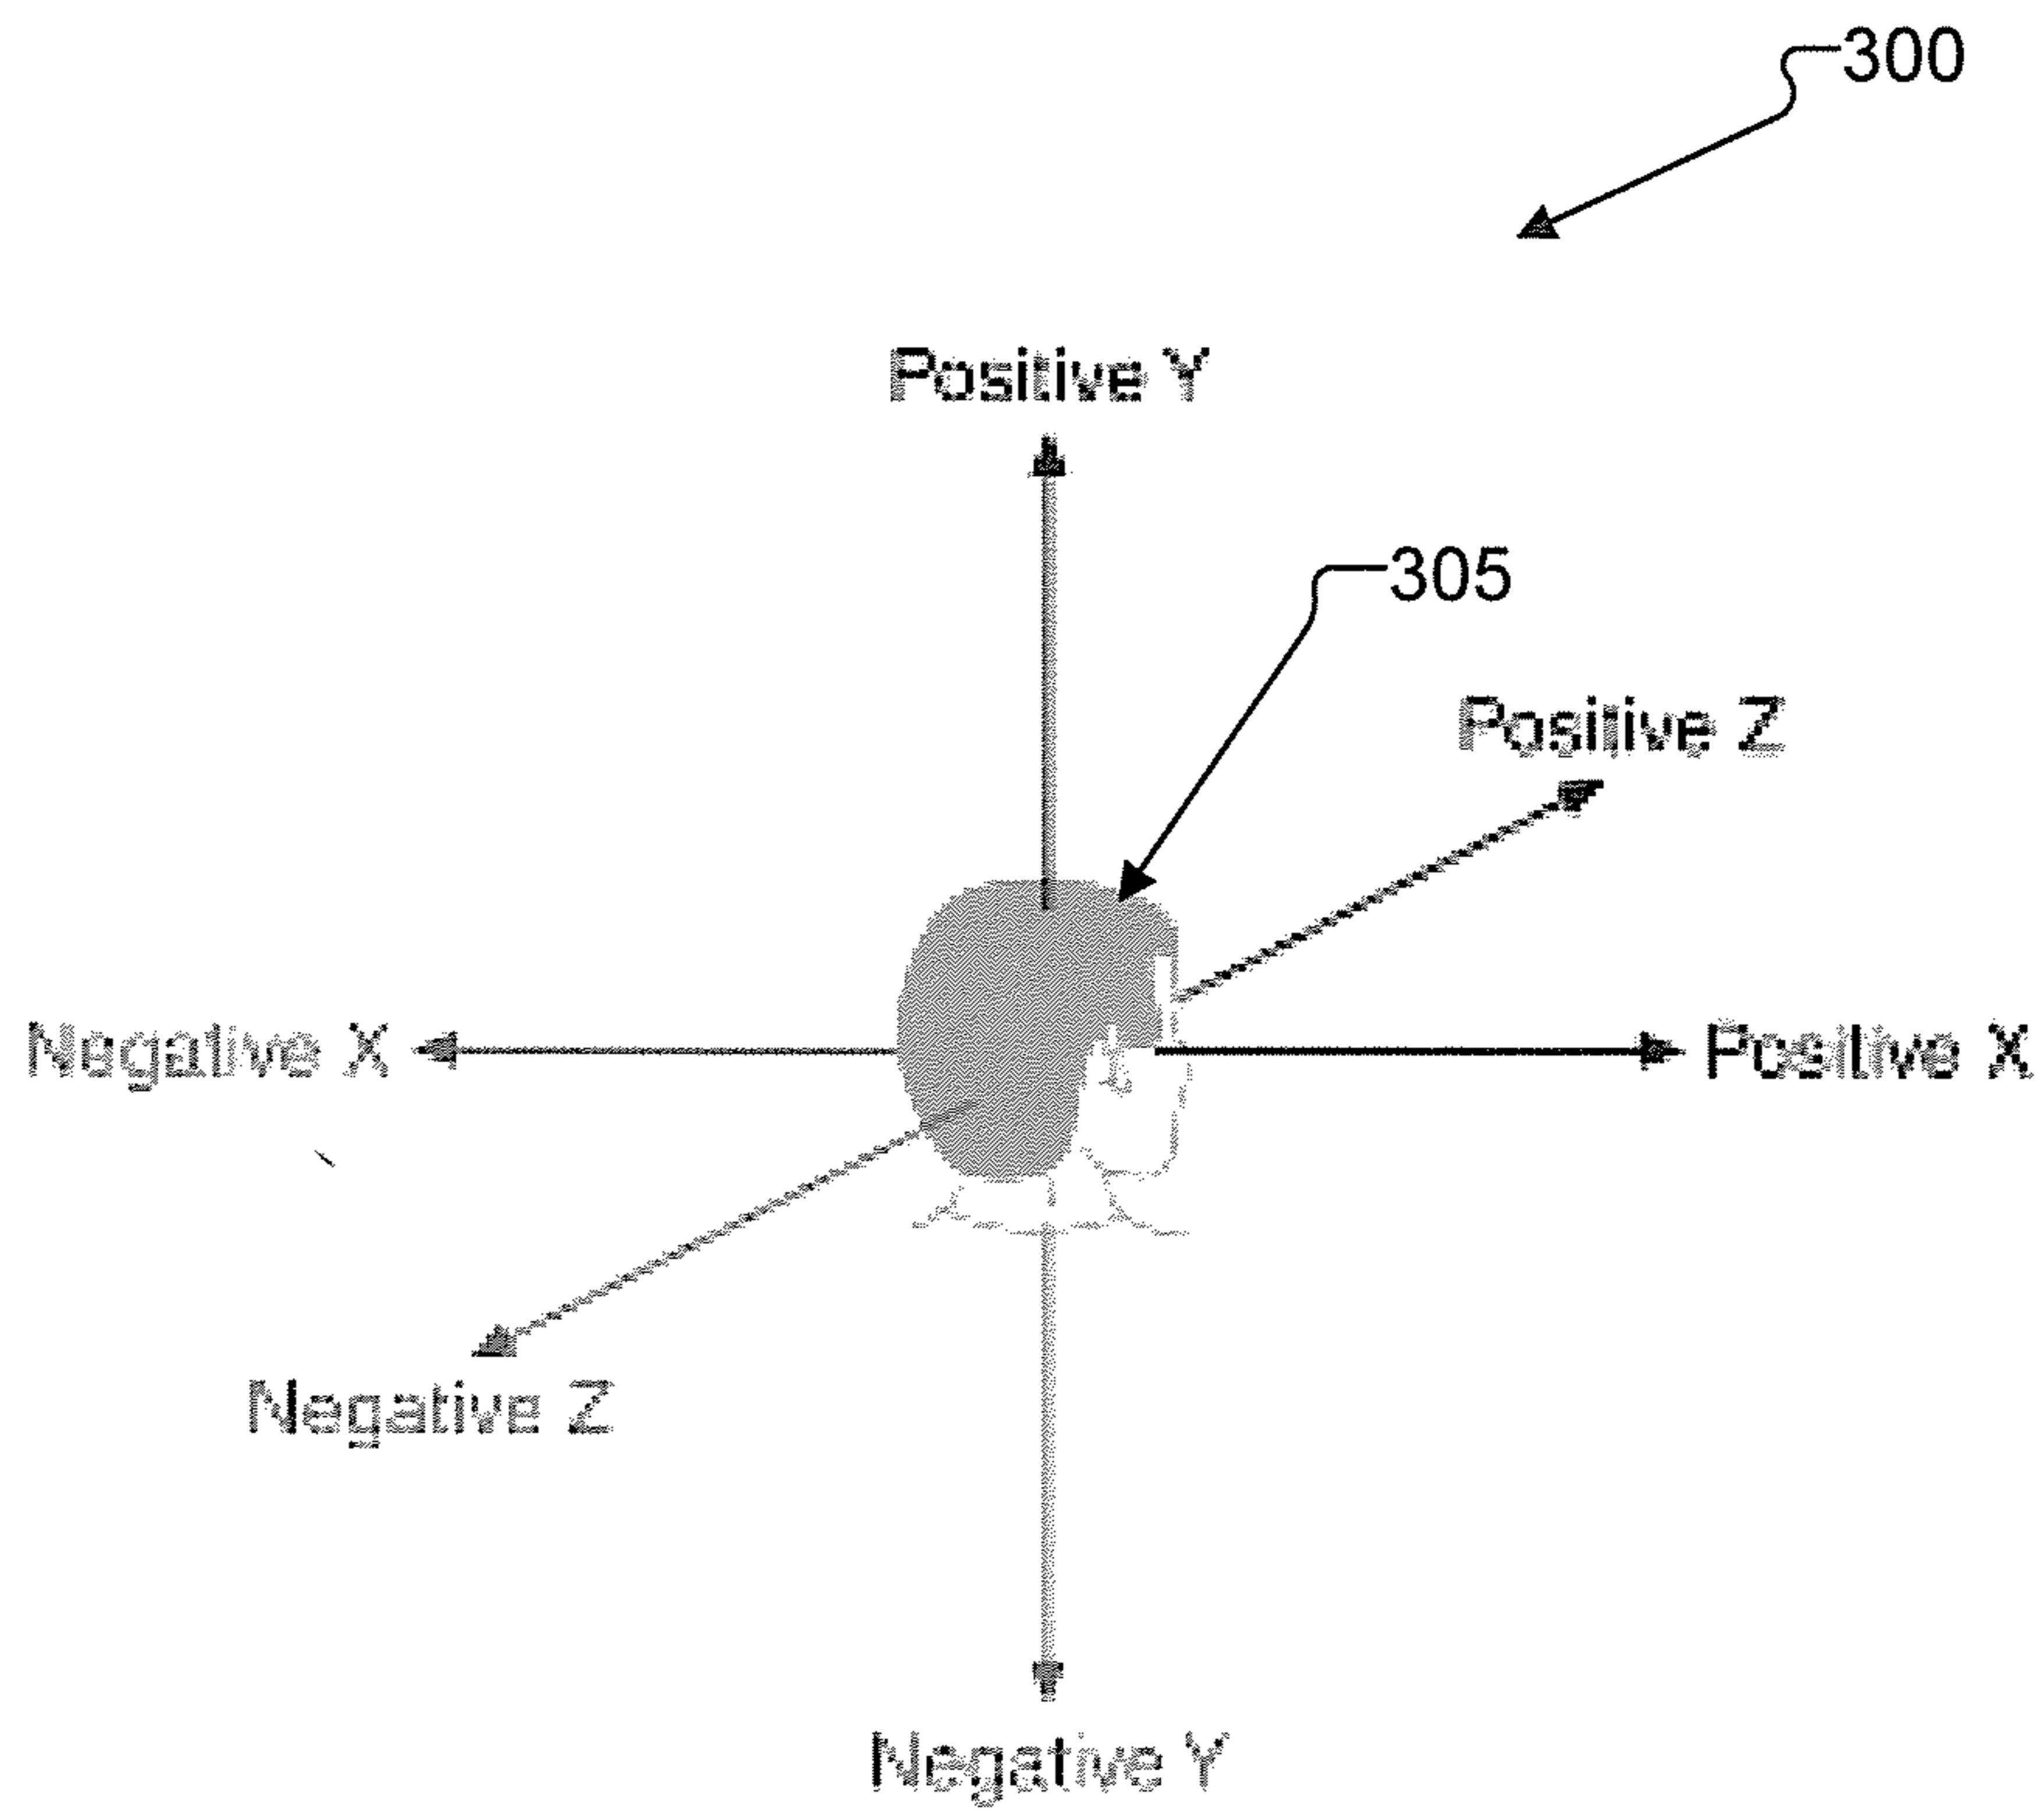 300
Positive Y
305
Positive Z
Negative X
Positive X
Negative Z
Negative Y